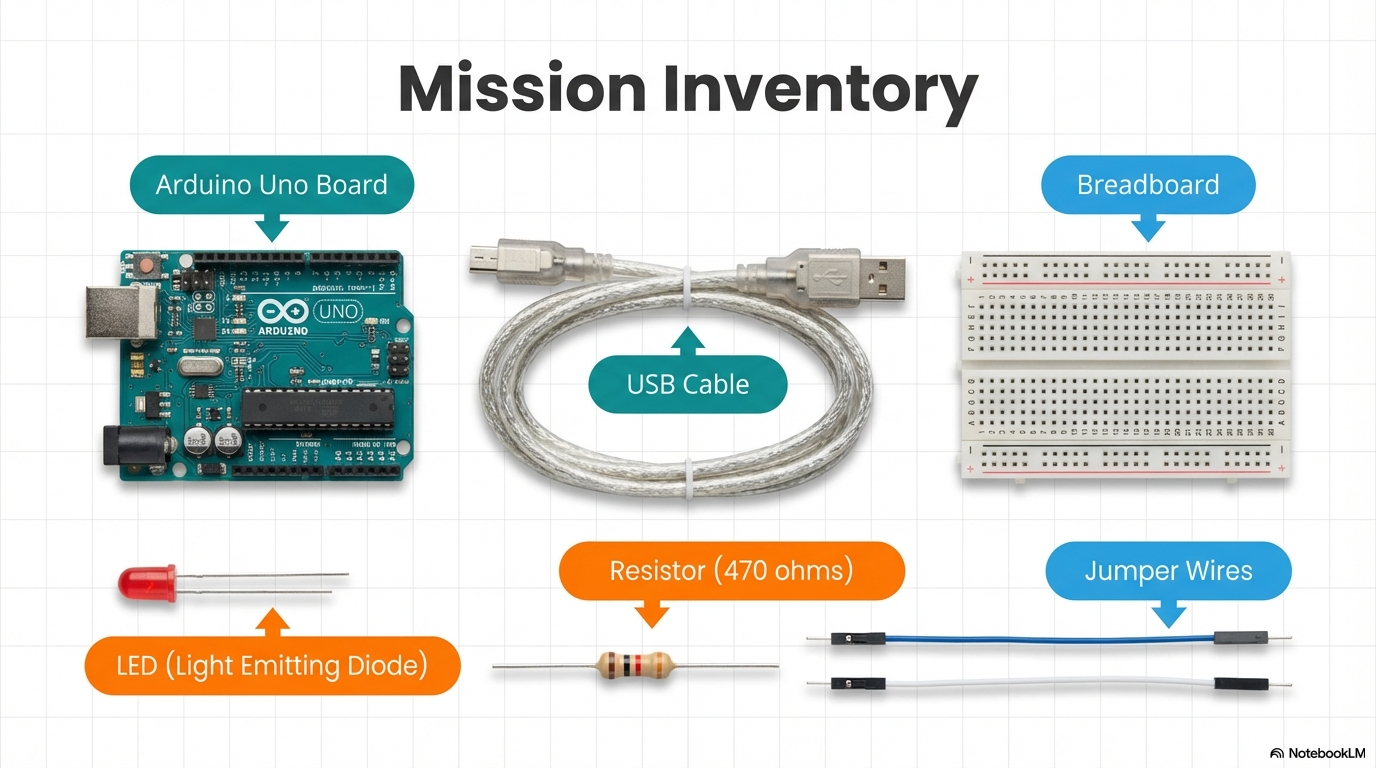 Mission Inventory
Arduino Uno Board
Breadboard
UNO
ARDUINO
USB Cable
Resistor (470 ohms)
Jumper Wires
LED (Light Emitting Diode)
NotebookLM